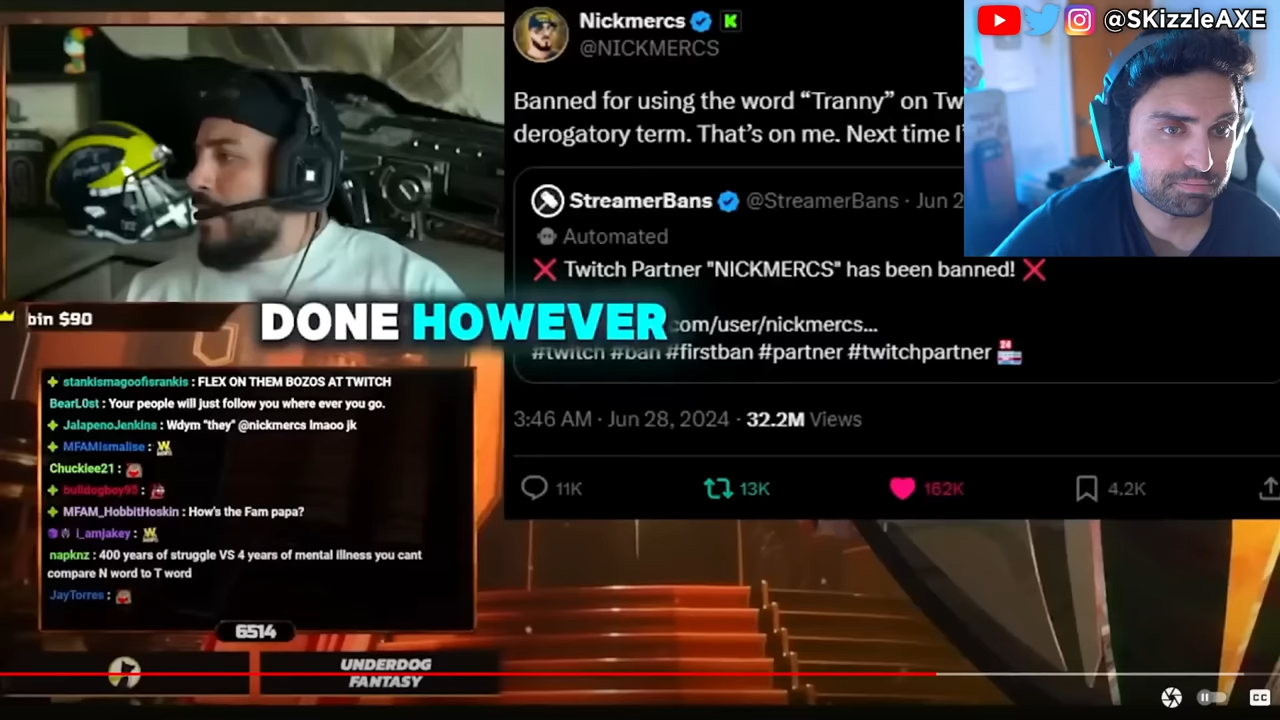 Nickmercs
@NICKMERCS
@SKizzleAXE
Banned for using the word “Tranny” on Tw
derogatory term. That’s on me. Next time I'
StreamerBans @StreamerBans · Jun 2
Automated
❌ Twitch Partner "NICKMERCS" has been banned! ❌
com/user/nickmercs...
#twitch #ban #firstban #partner #twitchpartner
3:46 AM · Jun 28, 2024 · 32.2M Views
11K 13K 162K 4.2K
DONE HOWEVER
bin $90
stankismagoofisrankis : FLEX ON THEM BOZOS AT TWITCH
BearL0st : Your people will just follow you where ever you go.
JalapenoJenkins : Wdym “they” @nickmercs lmaoo jk
MFAMIsmalise :
Chucklee21 :
bulldogboy95 :
MFAM_HobbitHoskin : How's the Fam papa?
i_amjakey :
napknz : 400 years of struggle VS 4 years of mental illness you cant
compare N word to T word
JayTorres :
6514
UNDERDOG
FANTASY
CC